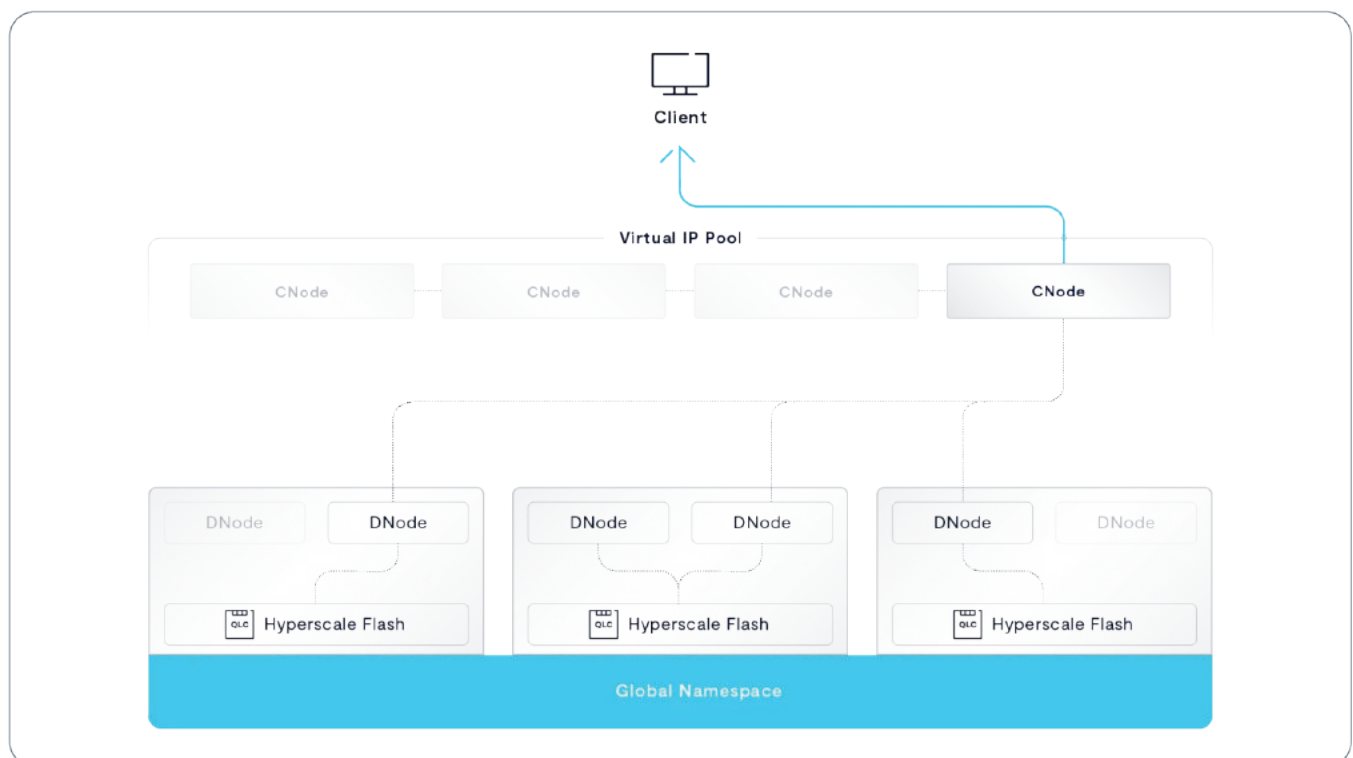 Client
Virtual IP Pool
CNode CNode CNode CNode
DNode DNode DNode DNode DNode DNode
QLC Hyperscale Flash QLC Hyperscale Flash QLC Hyperscale Flash
Global Namespace